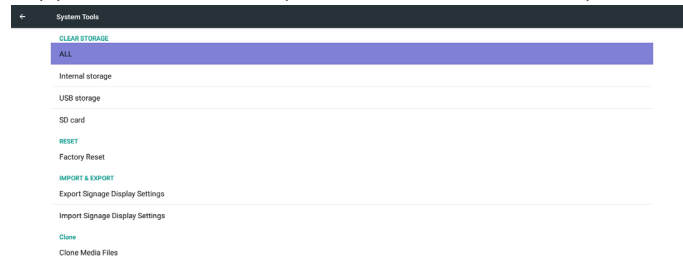 System Tools
CLEAR STORAGE
ALL
Internal storage
USB storage
SD card
RESET
Factory Reset
IMPORT & EXPORT
Export Signage Display Settings
Import Signage Display Settings
Clone
Clone Media Files